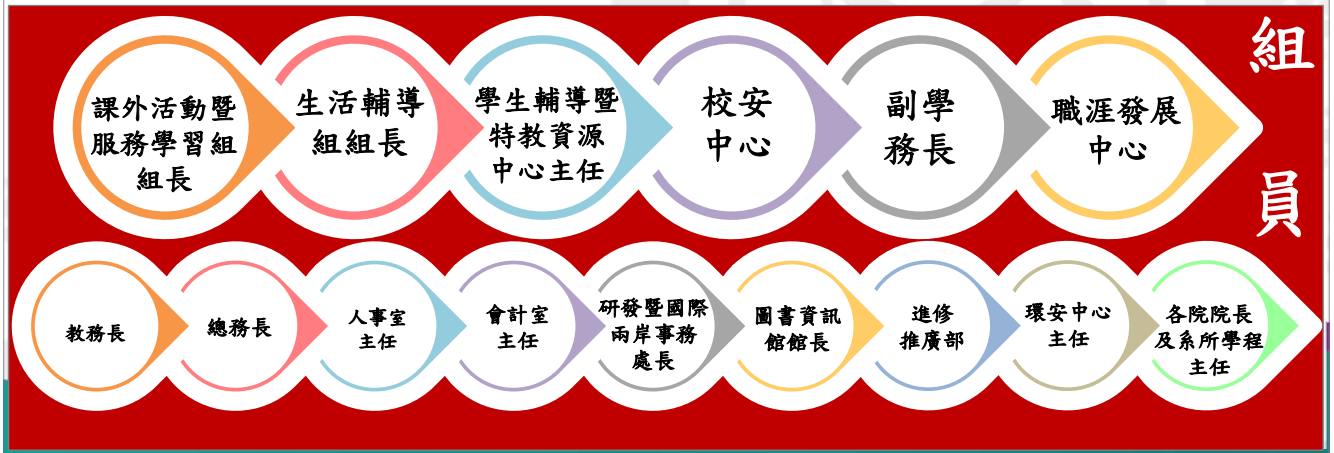 課外活動暨
服務學習組
組長
生活輔導
組組長
學生輔導暨
特教資源
中心主任
校安
中心
副學
務長
職涯發展
中心
組
員
教務長
總務長
人事室
主任
會計室
主任
研發暨國際
兩岸事務
處長
圖書資訊
館館長
進修
推廣部
環安中心
主任
各院院長
及系所學程
主任